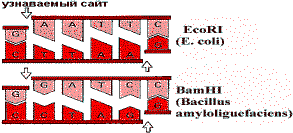 узнаваемый сайт
G A A T T C
C T T A A G
EcoRI
(E. coli)
G G A T C C
C C T A G G
BamHI
(Bacillus
amyloliguefaciens)